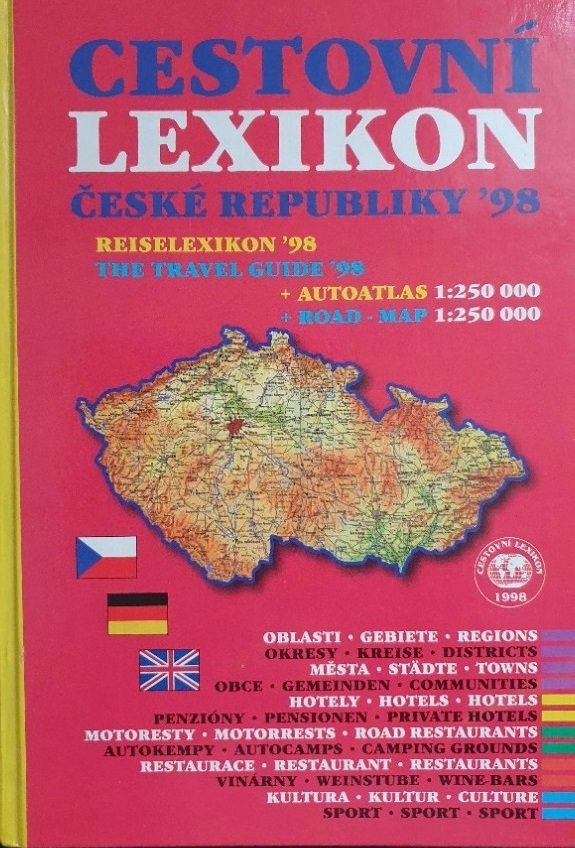 CESTOVNÍ
LEXIKON
ČESKÉ REPUBLIKY '98
REISELEXIKON '98
THE TRAVEL GUIDE '98
+ AUTOATLAS 1:250 000
+ ROAD - MAP 1:250 000
CESTOVNÍ LEXIKON
1998
OBLASTI · GEBIETE · REGIONS
OKRESY · KREISE · DISTRICTS
MĚSTA · STÄDTE · TOWNS
OBCE · GEMEINDEN · COMMUNITIES
HOTELY · HOTELS · HOTELS
PENZIÓNY · PENSIONEN · PRIVATE HOTELS
MOTORESTY · MOTORRESTS · ROAD RESTAURANTS
AUTOKEMPY · AUTOCAMPS · CAMPING GROUNDS
RESTAURACE · RESTAURANT · RESTAURANTS
VINÁRNY · WEINSTUBE · WINE-BARS
KULTURA · KULTUR · CULTURE
SPORT · SPORT · SPORT